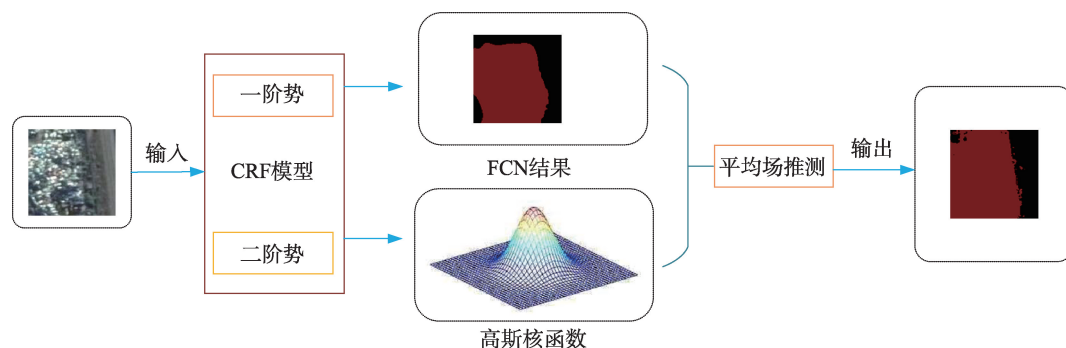 输入
一阶势
CRF模型
二阶势
FCN结果
高斯核函数
平均场推测
输出